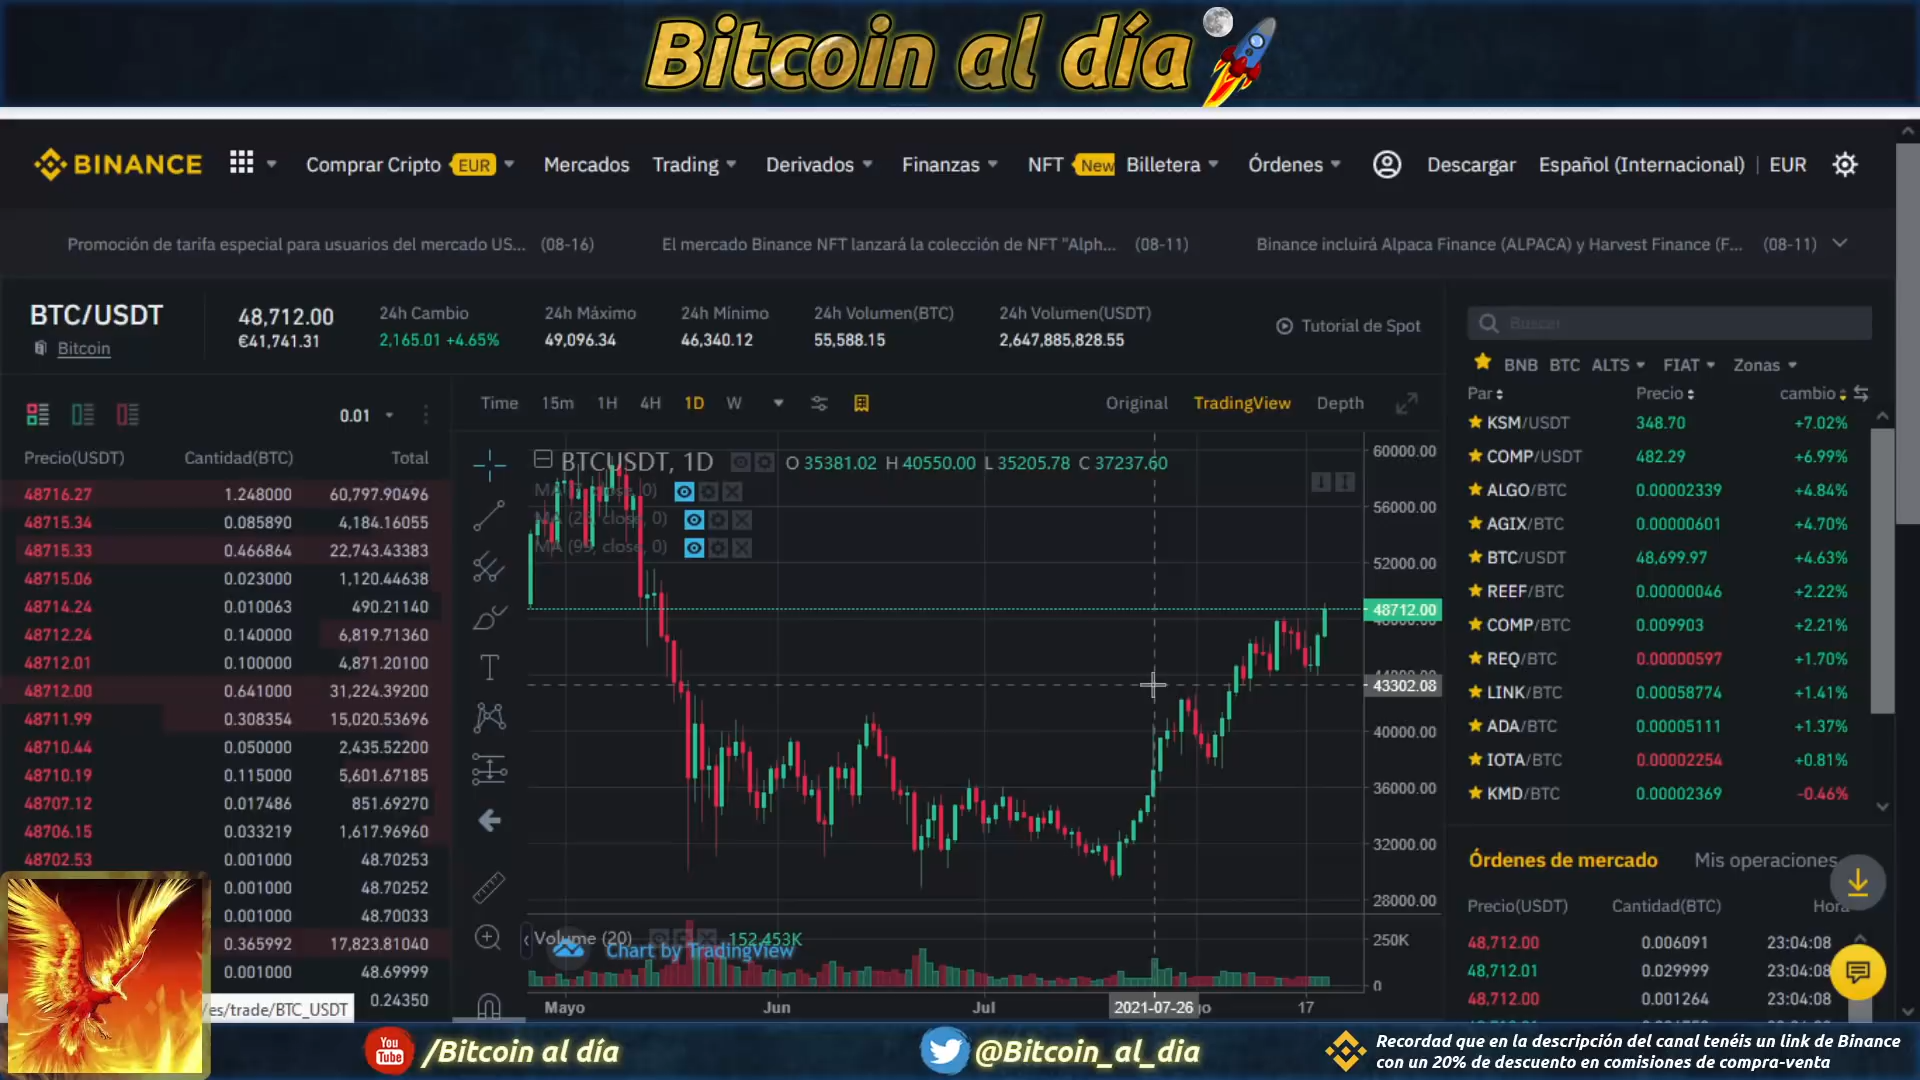 Bitcoin al día
BINANCE
Comprar Cripto EUR
Mercados
Trading
Derivados
Finanzas
NFT New
Billetera
Órdenes
Descargar
Español (Internacional) | EUR
Promoción de tarifa especial para usuarios del mercado US... (08-16)
El mercado Binance NFT lanzará la colección de NFT "Alph... (08-11)
Binance incluirá Alpaca Finance (ALPACA) y Harvest Finance (F... (08-11)
BTC/USDT
Bitcoin
48,712.00
€41,741.31
24h Cambio
2,165.01 +4.65%
24h Máximo
49,096.34
24h Mínimo
46,340.12
24h Volumen(BTC)
55,588.15
24h Volumen(USDT)
2,647,885,828.55
Tutorial de Spot
0.01
Precio(USDT) Cantidad(BTC) Total
48716.27 1.248000 60,797.90496
48715.34 0.085890 4,184.16055
48715.33 0.466864 22,743.43383
48715.06 0.023000 1,120.44638
48714.24 0.010063 490.21140
48712.24 0.140000 6,819.71360
48712.01 0.100000 4,871.20100
48712.00 0.641000 31,224.39200
48711.99 0.308354 15,020.53696
48710.44 0.050000 2,435.52200
48710.19 0.115000 5,601.67185
48707.12 0.017486 851.69270
48706.15 0.033219 1,617.96960
48702.53 0.001000 48.70253
0.001000 48.70252
0.001000 48.70033
0.365992 17,823.81040
0.001000 48.69999
0.24350
/es/trade/BTC_USDT
Time 15m 1H 4H 1D W
Original TradingView Depth
BTCUSDT, 1D O 35381.02 H 40550.00 L 35205.78 C 37237.60
MA (7, close, 0)
MA (25, close, 0)
MA (99, close, 0)
60000.00
56000.00
52000.00
48712.00
48000.00
44000.00
43302.08
40000.00
36000.00
32000.00
28000.00
Volume (20) 152.453K
Chart by TradingView
250K
0
Mayo Jun Jul 2021-07-26 17
Buscar
BNB BTC ALTS FIAT Zonas
Par Precio cambio
KSM/USDT 348.70 +7.02%
COMP/USDT 482.29 +6.99%
ALGO/BTC 0.00002339 +4.84%
AGIX/BTC 0.00000601 +4.70%
BTC/USDT 48,699.97 +4.63%
REEF/BTC 0.00000046 +2.22%
COMP/BTC 0.009903 +2.21%
REQ/BTC 0.00000597 +1.70%
LINK/BTC 0.00058774 +1.41%
ADA/BTC 0.00005111 +1.37%
IOTA/BTC 0.00002254 +0.81%
KMD/BTC 0.00002369 -0.46%
Órdenes de mercado Mis operaciones
Precio(USDT) Cantidad(BTC) Hora
48,712.00 0.006091 23:04:08
48,712.01 0.029999 23:04:08
48,712.00 0.001264 23:04:08
You Tube /Bitcoin al día
@Bitcoin_al_dia
Recordad que en la descripción del canal tenéis un link de Binance
con un 20% de descuento en comisiones de compra-venta